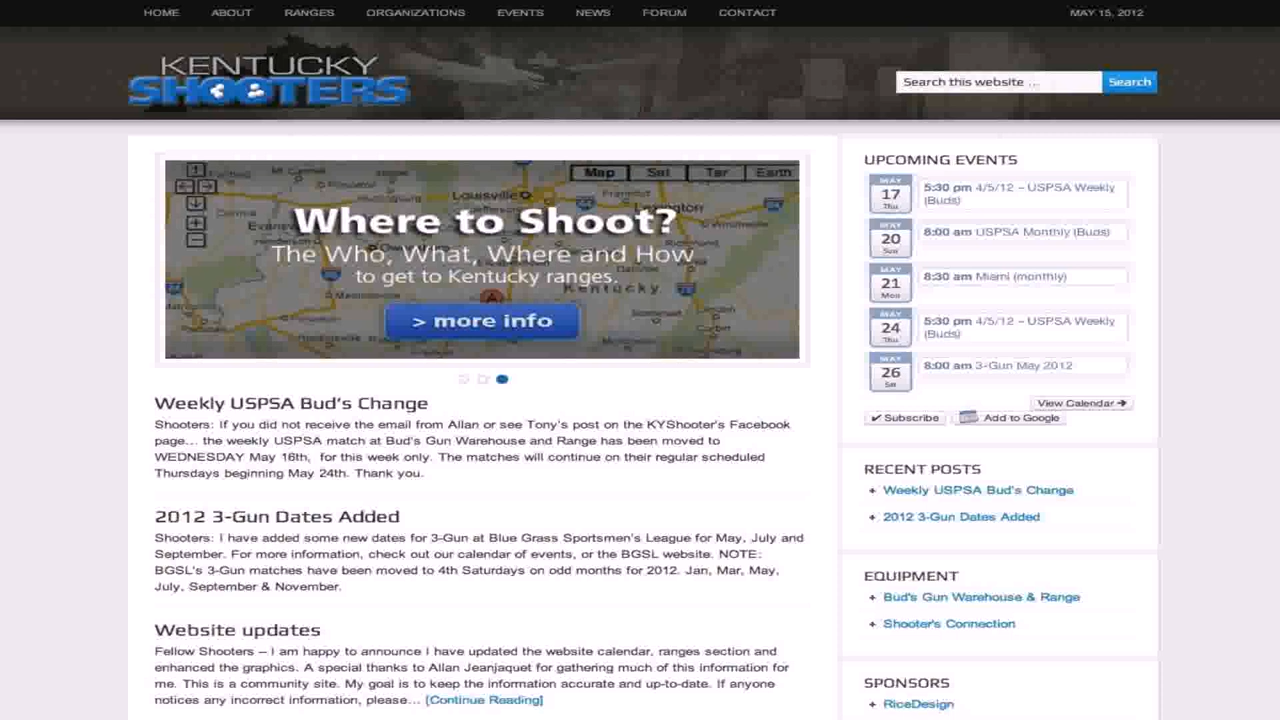 HOME ABOUT RANGES ORGANIZATIONS EVENTS NEWS FORUM CONTACT MAY 15, 2012
KENTUCKY
SHOOTERS
Search this website ... Search
Map Sat Ter Earth
Louisville
Lexington
Where to Shoot?
The Who, What, Where and How
to get to Kentucky ranges.
Kentucky
A
> more info
Weekly USPSA Bud's Change
Shooters: If you did not receive the email from Allan or see Tony's post on the KYShooter's Facebook
page... the weekly USPSA match at Bud's Gun Warehouse and Range has been moved to
WEDNESDAY May 16th, for this week only. The matches will continue on their regular scheduled
Thursdays beginning May 24th. Thank you.
2012 3-Gun Dates Added
Shooters: I have added some new dates for 3-Gun at Blue Grass Sportsmen's League for May, July and
September. For more information, check out our calendar of events, or the BGSL website. NOTE:
BGSL's 3-Gun matches have been moved to 4th Saturdays on odd months for 2012. Jan, Mar, May,
July, September & November.
Website updates
Fellow Shooters – I am happy to announce I have updated the website calendar, ranges section and
enhanced the graphics. A special thanks to Allan Jeanjaquet for gathering much of this information for
me. This is a community site. My goal is to keep the information accurate and up-to-date. If anyone
notices any incorrect information, please... [Continue Reading]
UPCOMING EVENTS
MAY 17 Thu 5:30 pm 4/5/12 – USPSA Weekly
(Buds)
MAY 20 Sun 8:00 am USPSA Monthly (Buds)
MAY 21 Mon 8:30 am Miami (monthly)
MAY 24 Thu 5:30 pm 4/5/12 – USPSA Weekly
(Buds)
MAY 26 Sat 8:00 am 3-Gun May 2012
View Calendar →
✔ Subscribe Add to Google
RECENT POSTS
+ Weekly USPSA Bud's Change
+ 2012 3-Gun Dates Added
EQUIPMENT
+ Bud's Gun Warehouse & Range
+ Shooter's Connection
SPONSORS
+ RiceDesign